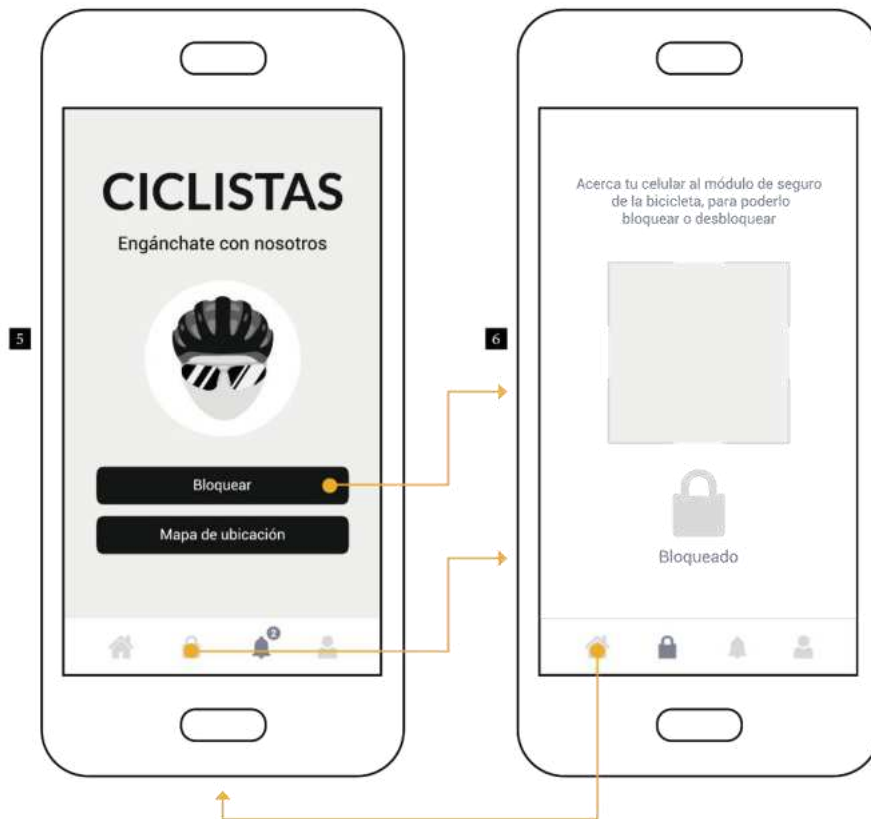 CICLISTAS
Engánchate con nosotros
5
Bloquear
Mapa de ubicación
2
Acerca tu celular al módulo de seguro
de la bicicleta, para poderlo
bloquear o desbloquear
6
Bloqueado